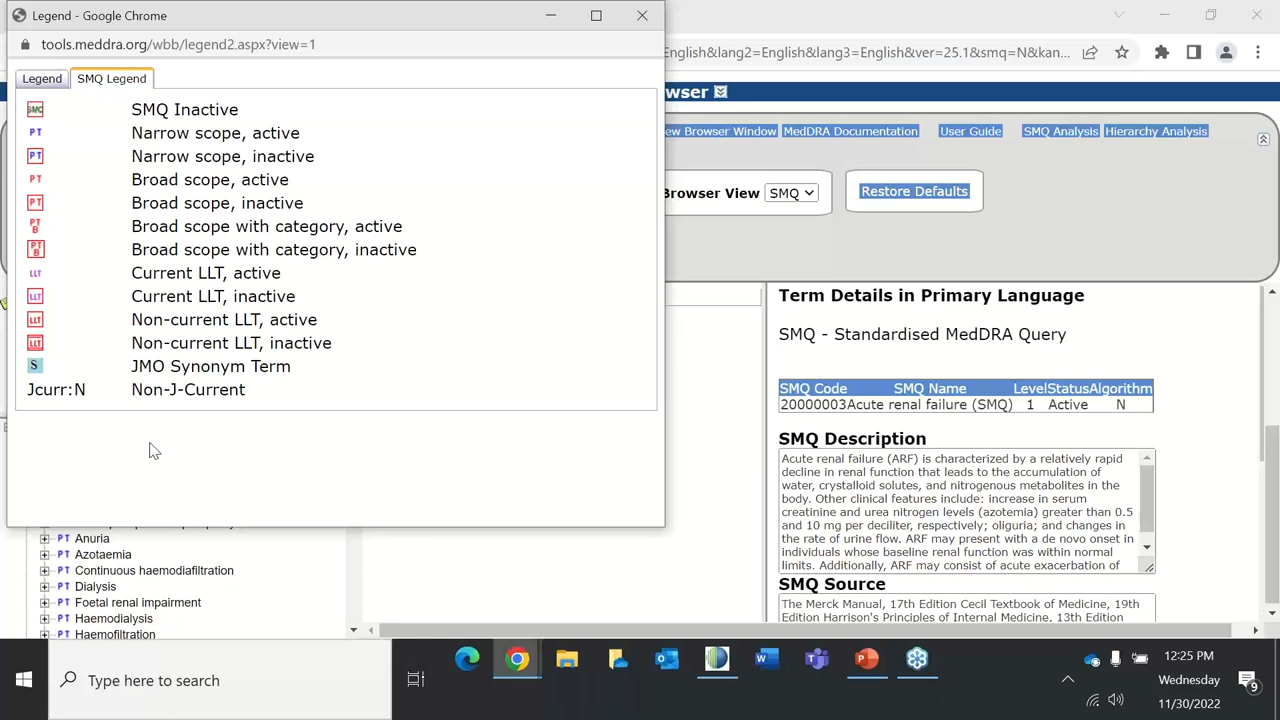 Legend - Google Chrome
tools.meddra.org/wbb/legend2.aspx?view=1
English&lang2=English&lang3=English&ver=25.1&smq=N&kan...
Legend
SMQ Legend
SMQ SMQ Inactive
PT Narrow scope, active
PT Narrow scope, inactive
PT Broad scope, active
PT Broad scope, inactive
PT B Broad scope with category, active
PT B Broad scope with category, inactive
LLT Current LLT, active
LLT Current LLT, inactive
LLT Non-current LLT, active
LLT Non-current LLT, inactive
S JMO Synonym Term
Jcurr:N Non-J-Current
wser
ew Browser Window MedDRA Documentation User Guide SMQ Analysis Hierarchy Analysis
Browser View SMQ Restore Defaults
Term Details in Primary Language
SMQ - Standardised MedDRA Query
SMQ Code SMQ Name Level Status Algorithm
20000003 Acute renal failure (SMQ) 1 Active N
SMQ Description
Acute renal failure (ARF) is characterized by a relatively rapid
decline in renal function that leads to the accumulation of
water, crystalloid solutes, and nitrogenous metabolites in the
body. Other clinical features include: increase in serum
creatinine and urea nitrogen levels (azotemia) greater than 0.5
and 10 mg per deciliter, respectively; oliguria; and changes in
the rate of urine flow. ARF may present with a de novo onset in
individuals whose baseline renal function was within normal
limits. Additionally, ARF may consist of acute exacerbation of
SMQ Source
The Merck Manual, 17th Edition Cecil Textbook of Medicine, 19th
Edition Harrison's Principles of Internal Medicine, 13th Edition
PT Anuria
PT Azotaemia
PT Continuous haemodiafiltration
PT Dialysis
PT Foetal renal impairment
PT Haemodialysis
PT Haemofiltration
Type here to search
12:25 PM
Wednesday
11/30/2022
9